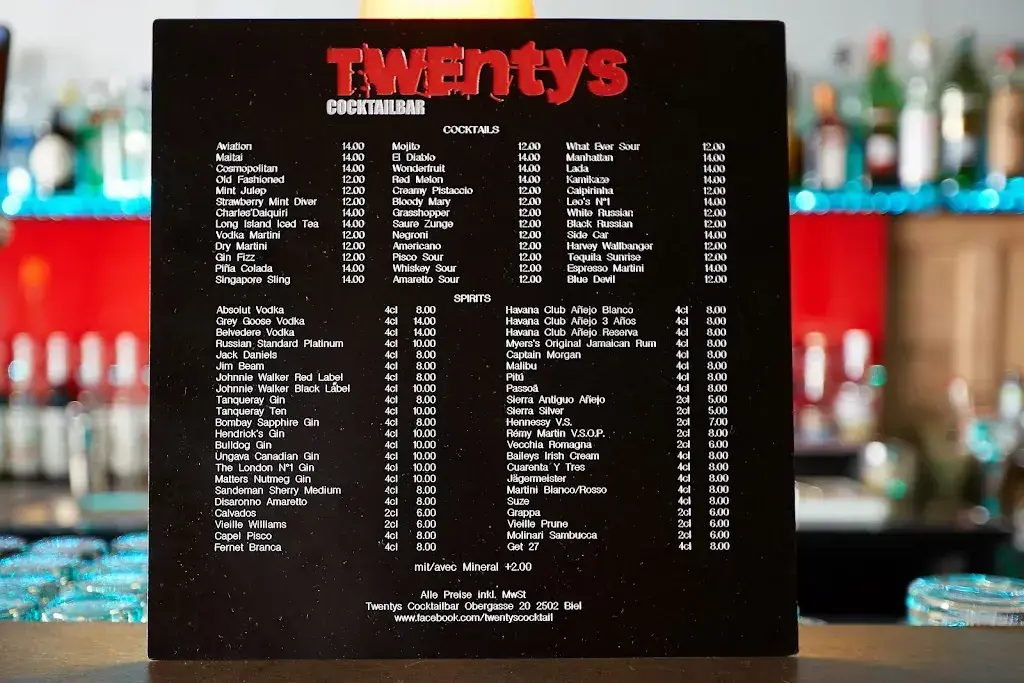 TWENtYS
COCKTAILBAR
COCKTAILS
Aviation 14.00 Mojito 12.00 What Ever Sour 12.00
Maitai 14.00 El Diablo 14.00 Manhattan 14.00
Cosmopolitan 14.00 Wonderfruit 14.00 Lada 14.00
Old Fashioned 12.00 Red Melon 14.00 Kamikaze 14.00
Mint Julep 12.00 Creamy Pistaccio 12.00 Caipirinha 12.00
Strawberry Mint Diver 12.00 Bloody Mary 12.00 Leo's N°1 14.00
Charles'Daiquiri 14.00 Grasshopper 12.00 White Russian 12.00
Long Island Iced Tea 14.00 Saure Zunge 12.00 Black Russian 12.00
Vodka Martini 12.00 Negroni 12.00 Side Car 12.00
Dry Martini 12.00 Americano 12.00 Harvey Wallbanger 12.00
Gin Fizz 12.00 Pisco Sour 12.00 Tequila Sunrise 12.00
Piña Colada 14.00 Whiskey Sour 12.00 Espresso Martini 14.00
Singapore Sling 12.00 Amaretto Sour 12.00 Blue Devil 12.00
SPIRITS
Absolut Vodka 4cl 8.00 Havana Club Añejo Blanco 4cl 8.00
Grey Goose Vodka 4cl 14.00 Havana Club Añejo 3 Años 4cl 8.00
Belvedere Vodka 4cl 14.00 Havana Club Añejo Reserva 4cl 8.00
Russian Standard Platinum 4cl 10.00 Myers's Original Jamaican Rum 4cl 8.00
Jack Daniels 4cl 8.00 Captain Morgan 4cl 8.00
Jim Beam 4cl 8.00 Malibu 4cl 8.00
Johnnie Walker Red Label 4cl 8.00 Pitú 4cl 8.00
Johnnie Walker Black Label 4cl 10.00 Passoã 4cl 8.00
Tanqueray Gin 4cl 8.00 Sierra Antiguo Añejo 2cl 5.00
Tanqueray Ten 4cl 10.00 Sierra Silver 2cl 5.00
Bombay Sapphire Gin 4cl 8.00 Hennessy V.S. 2cl 7.00
Hendrick's Gin 4cl 10.00 Rémy Martin V.S.O.P. 2cl 8.00
Bulldog Gin 4cl 10.00 Vecchia Romagna 2cl 6.00
Ungava Canadian Gin 4cl 10.00 Baileys Irish Cream 4cl 8.00
The London N°1 Gin 4cl 10.00 Cuarenta Y Tres 4cl 8.00
Matters Nutmeg Gin 4cl 10.00 Jägermeister 4cl 8.00
Sandeman Sherry Medium 4cl 8.00 Martini Bianco/Rosso 4cl 8.00
Disaronno Amaretto 4cl 8.00 Suze 4cl 8.00
Calvados 2cl 6.00 Grappa 2cl 6.00
Vieille Williams 2cl 6.00 Vieille Prune 2cl 6.00
Capel Pisco 4cl 8.00 Molinari Sambucca 2cl 6.00
Fernet Branca 4cl 8.00 Get 27 4cl 8.00
mit/avec Mineral +2.00
Alle Preise inkl. MwSt
Twentys Cocktailbar Obergasse 20 2502 Biel
www.facebook.com/twentyscocktail